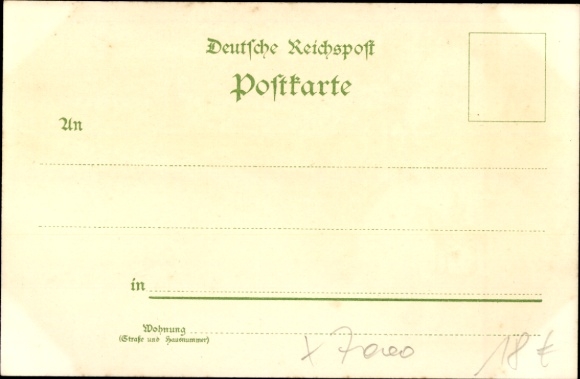 Deutsche Reichspost
Postkarte
An
in
Wohnung
(Straße und Hausnummer)
x 7000 18 €